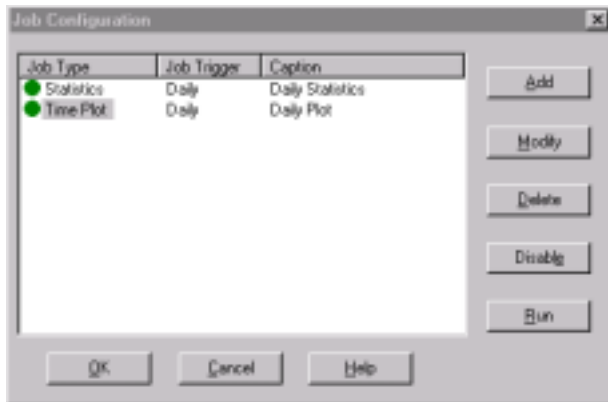 Job Configuration
Job Type Job Trigger Caption
Statistics Daily Daily Statistics
Time Plot Daily Daily Plot
Add
Modify
Delete
Disable
Run
OK Cancel Help